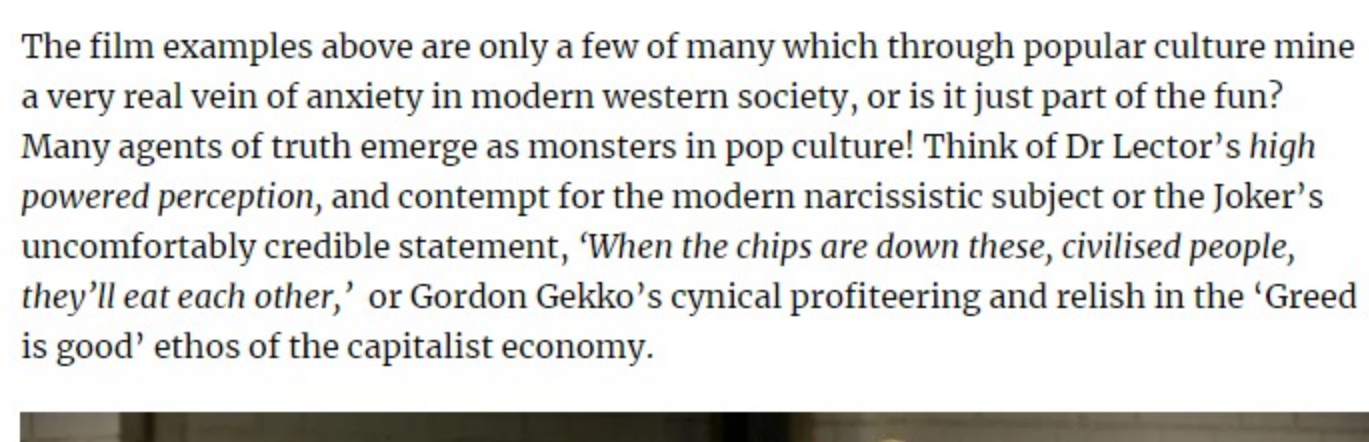 The film examples above are only a few of many which through popular culture mine
a very real vein of anxiety in modern western society, or is it just part of the fun?
Many agents of truth emerge as monsters in pop culture! Think of Dr Lector’s high
powered perception, and contempt for the modern narcissistic subject or the Joker’s
uncomfortably credible statement, ‘When the chips are down these, civilised people,
they’ll eat each other,’  or Gordon Gekko’s cynical profiteering and relish in the ‘Greed
is good’ ethos of the capitalist economy.